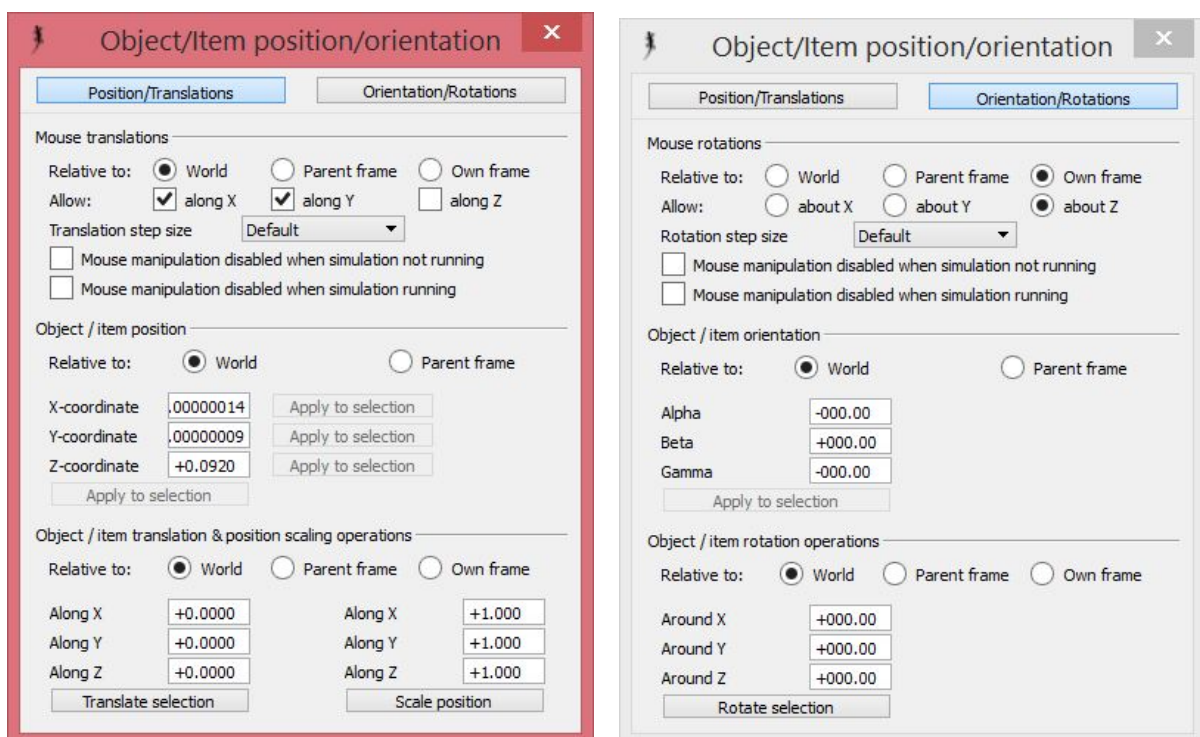 Object/Item position/orientation
Position/Translations Orientation/Rotations
Mouse translations
Relative to: World Parent frame Own frame
Allow: along X along Y along Z
Translation step size Default
Mouse manipulation disabled when simulation not running
Mouse manipulation disabled when simulation running
Object / item position
Relative to: World Parent frame
X-coordinate .00000014 Apply to selection
Y-coordinate .00000009 Apply to selection
Z-coordinate +0.0920 Apply to selection
Apply to selection
Object / item translation & position scaling operations
Relative to: World Parent frame Own frame
Along X +0.0000 Along X +1.000
Along Y +0.0000 Along Y +1.000
Along Z +0.0000 Along Z +1.000
Translate selection Scale position
Object/Item position/orientation
Position/Translations Orientation/Rotations
Mouse rotations
Relative to: World Parent frame Own frame
Allow: about X about Y about Z
Rotation step size Default
Mouse manipulation disabled when simulation not running
Mouse manipulation disabled when simulation running
Object / item orientation
Relative to: World Parent frame
Alpha -000.00
Beta +000.00
Gamma -000.00
Apply to selection
Object / item rotation operations
Relative to: World Parent frame Own frame
Around X +000.00
Around Y +000.00
Around Z +000.00
Rotate selection